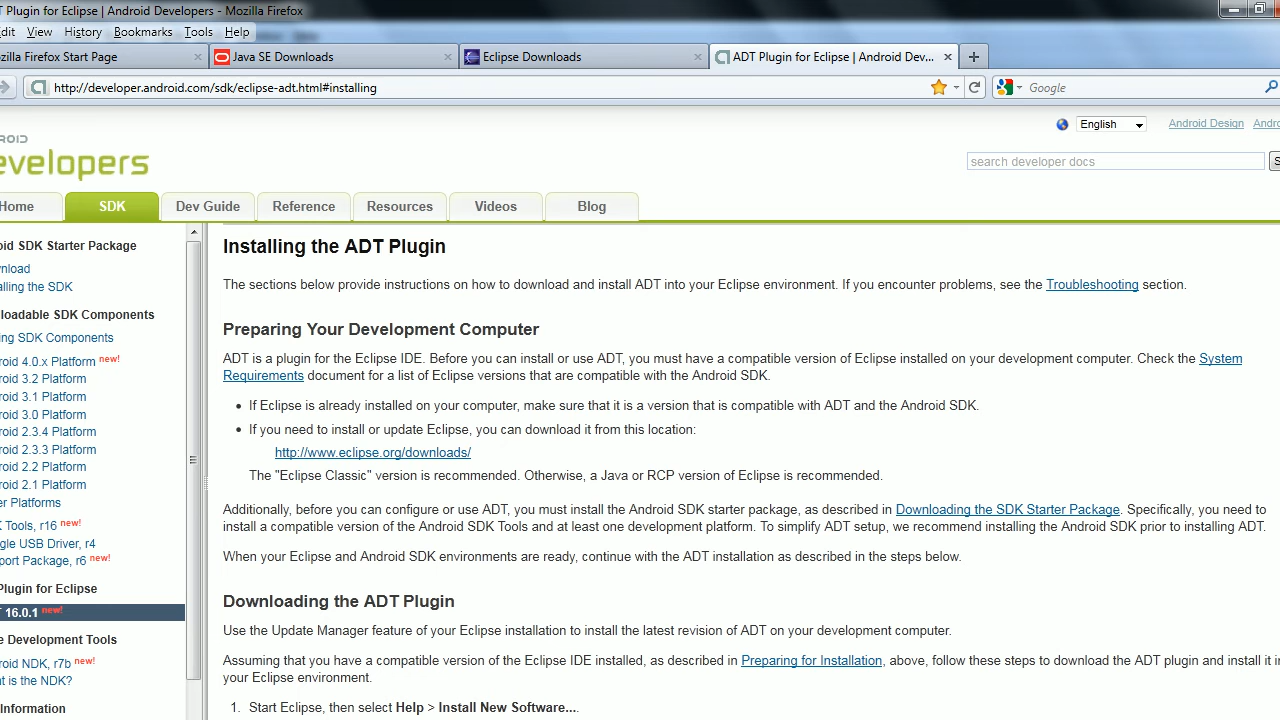 T Plugin for Eclipse | Android Developers - Mozilla Firefox
dit View History Bookmarks Tools Help
zilla Firefox Start Page Java SE Downloads Eclipse Downloads ADT Plugin for Eclipse | Android Dev...
http://developer.android.com/sdk/eclipse-adt.html#installing Google
English Android Design Andro
ROID
evelopers
search developer docs S
Home SDK Dev Guide Reference Resources Videos Blog
oid SDK Starter Package
wnload
alling the SDK
nloadable SDK Components
ing SDK Components
roid 4.0.x Platform new!
roid 3.2 Platform
roid 3.1 Platform
roid 3.0 Platform
roid 2.3.4 Platform
roid 2.3.3 Platform
roid 2.2 Platform
roid 2.1 Platform
er Platforms
K Tools, r16 new!
gle USB Driver, r4
port Package, r6 new!
Plugin for Eclipse
T 16.0.1 new!
e Development Tools
roid NDK, r7b new!
at is the NDK?
Information
Installing the ADT Plugin
The sections below provide instructions on how to download and install ADT into your Eclipse environment. If you encounter problems, see the Troubleshooting section.
Preparing Your Development Computer
ADT is a plugin for the Eclipse IDE. Before you can install or use ADT, you must have a compatible version of Eclipse installed on your development computer. Check the System
Requirements document for a list of Eclipse versions that are compatible with the Android SDK.
• If Eclipse is already installed on your computer, make sure that it is a version that is compatible with ADT and the Android SDK.
• If you need to install or update Eclipse, you can download it from this location:
http://www.eclipse.org/downloads/
The "Eclipse Classic" version is recommended. Otherwise, a Java or RCP version of Eclipse is recommended.
Additionally, before you can configure or use ADT, you must install the Android SDK starter package, as described in Downloading the SDK Starter Package. Specifically, you need to
install a compatible version of the Android SDK Tools and at least one development platform. To simplify ADT setup, we recommend installing the Android SDK prior to installing ADT.
When your Eclipse and Android SDK environments are ready, continue with the ADT installation as described in the steps below.
Downloading the ADT Plugin
Use the Update Manager feature of your Eclipse installation to install the latest revision of ADT on your development computer.
Assuming that you have a compatible version of the Eclipse IDE installed, as described in Preparing for Installation, above, follow these steps to download the ADT plugin and install it in
your Eclipse environment.
1. Start Eclipse, then select Help > Install New Software....